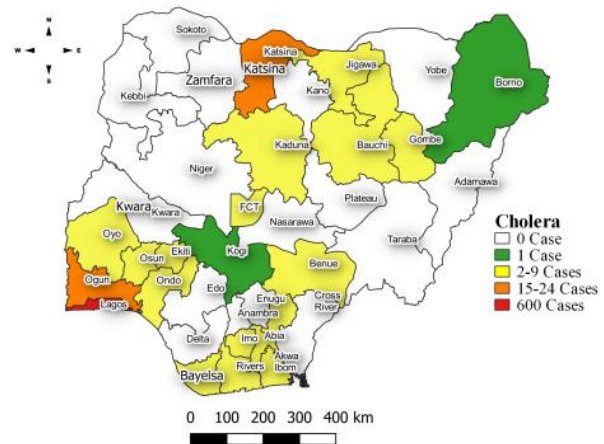 N
W
E
S
Sokoto
Katsina
Katsina
Jigawa
Yobe
Borno
Zamfara
Kebbi
Kano
Kaduna
Bauchi
Gombe
Niger
Adamawa
Plateau
FCT
Nasarawa
Kwara
Kwara
Taraba
Oyo
Osun
Ekiti
Kogi
Benue
Ogun
Ondo
Edo
Lagos
Enugu
Anambra
Cross
River
Delta
Imo
Abia
Bayelsa
Rivers
Akwa
Ibom
Cholera
0 Case
1 Case
2-9 Cases
15-24 Cases
600 Cases
0 100 200 300 400 km